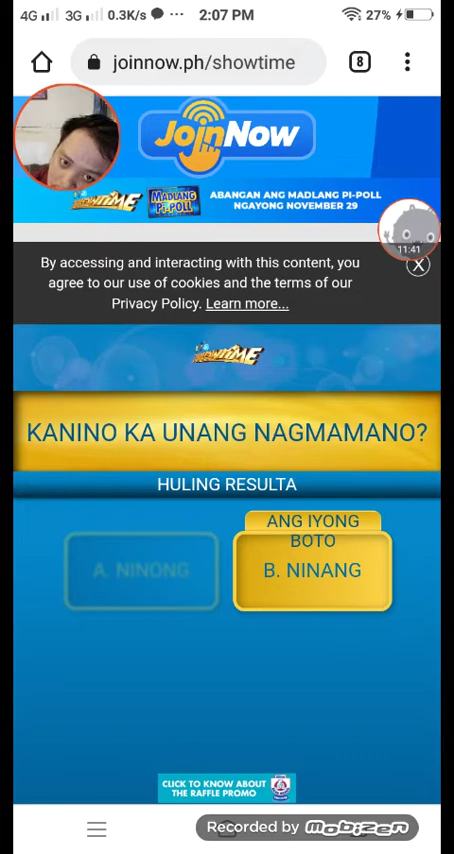 4G 3G 0.3K/s 2:07 PM 27%
joinnow.ph/showtime 8
JoinNow
SHOWTIME MADLANG PI-POLL ABANGAN ANG MADLANG PI-POLL
NGAYONG NOVEMBER 29
11:41
By accessing and interacting with this content, you X
agree to our use of cookies and the terms of our
Privacy Policy. Learn more...
SHOWTIME
KANINO KA UNANG NAGMAMANO?
HULING RESULTA
ANG IYONG
BOTO
A. NINONG B. NINANG
CLICK TO KNOW ABOUT
THE RAFFLE PROMO
Recorded by MOBIZEN